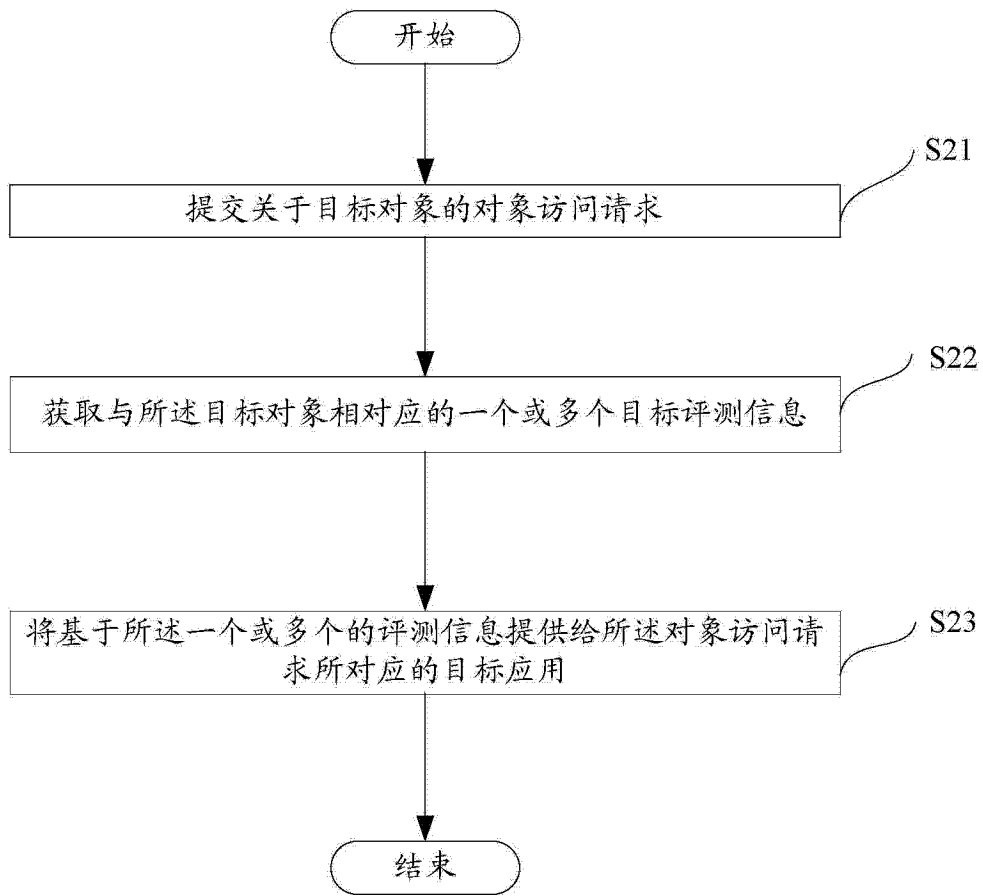 开始
S21
提交关于目标对象的对象访问请求
S22
获取与所述目标对象相对应的一个或多个目标评测信息
S23
将基于所述一个或多个的评测信息提供给所述对象访问请
求所对应的目标应用
结束